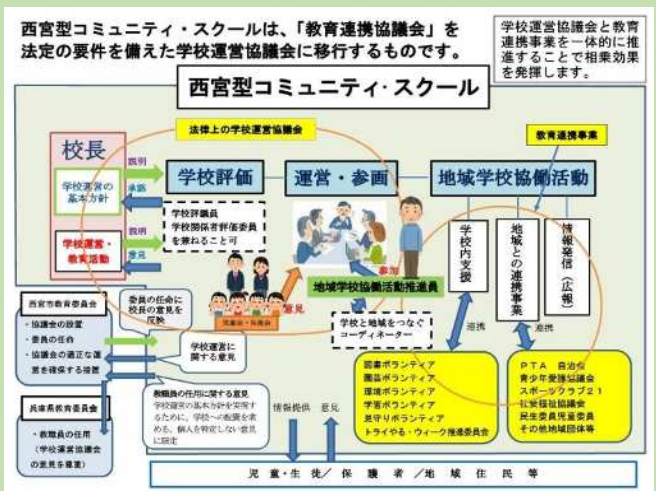 西宮型コミュニティ・スクールは、「教育連携協議会」を
法定の要件を備えた学校運営協議会に移行するものです。
学校運営協議会と教育
連携事業を一体的に推
進することで相乗効果
を発揮します。
西宮型コミュニティ・スクール
法律上の学校運営協議会
教育連携事業
校長
学校運営の
基本方針
学校運営・
教育活動
説明
承認
説明
意見
学校評価
運営・参画
地域学校協働活動
学校評議員
学校関係者評価委員
を兼ねること可
児童会・生徒会
意見
参加
地域学校協働活動推進員
学校と地域をつなぐ
コーディネーター
学校内支援
地域との連携事業
情報発信(広報)
連携
連携
西宮市教育委員会
・協議会の設置
・委員の任命
・協議会の適正な運
営を確保する措置
委員の任命に
校長の意見を
反映
学校運営に
関する意見
兵庫県教育委員会
・教職員の任用
(学校運営協議会
の意見を尊重)
教職員の任用に関する意見
学校運営の基本方針を実現す
るために、学校への配置を求
める、個人を特定しない意見
に限定
情報提供
意見
図書ボランティア
園芸ボランティア
環境ボランティア
学習ボランティア
見守りボランティア
トライやる・ウィーク推進委員会
PTA 自治会
青少年愛護協議会
スポーツクラブ21
社会福祉協議会
民生委員児童委員
その他地域団体等
児童・生徒/保護者/地域住民等